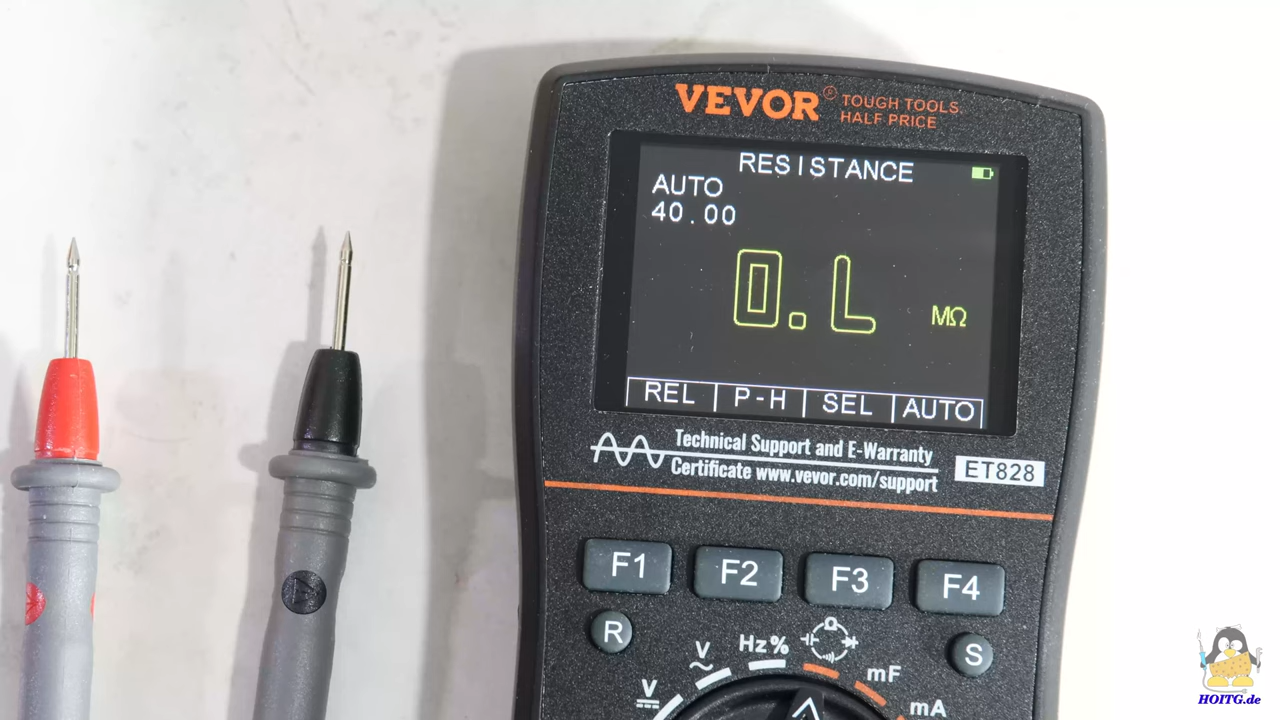 VEVOR® TOUGH TOOLS,
HALF PRICE
RESISTANCE
AUTO
40.00
0.L MΩ
REL P-H SEL AUTO
Technical Support and E-Warranty
Certificate www.vevor.com/support
ET828
F1 F2 F3 F4
R S
V Hz% Ω mF
V mA
HOITG.de